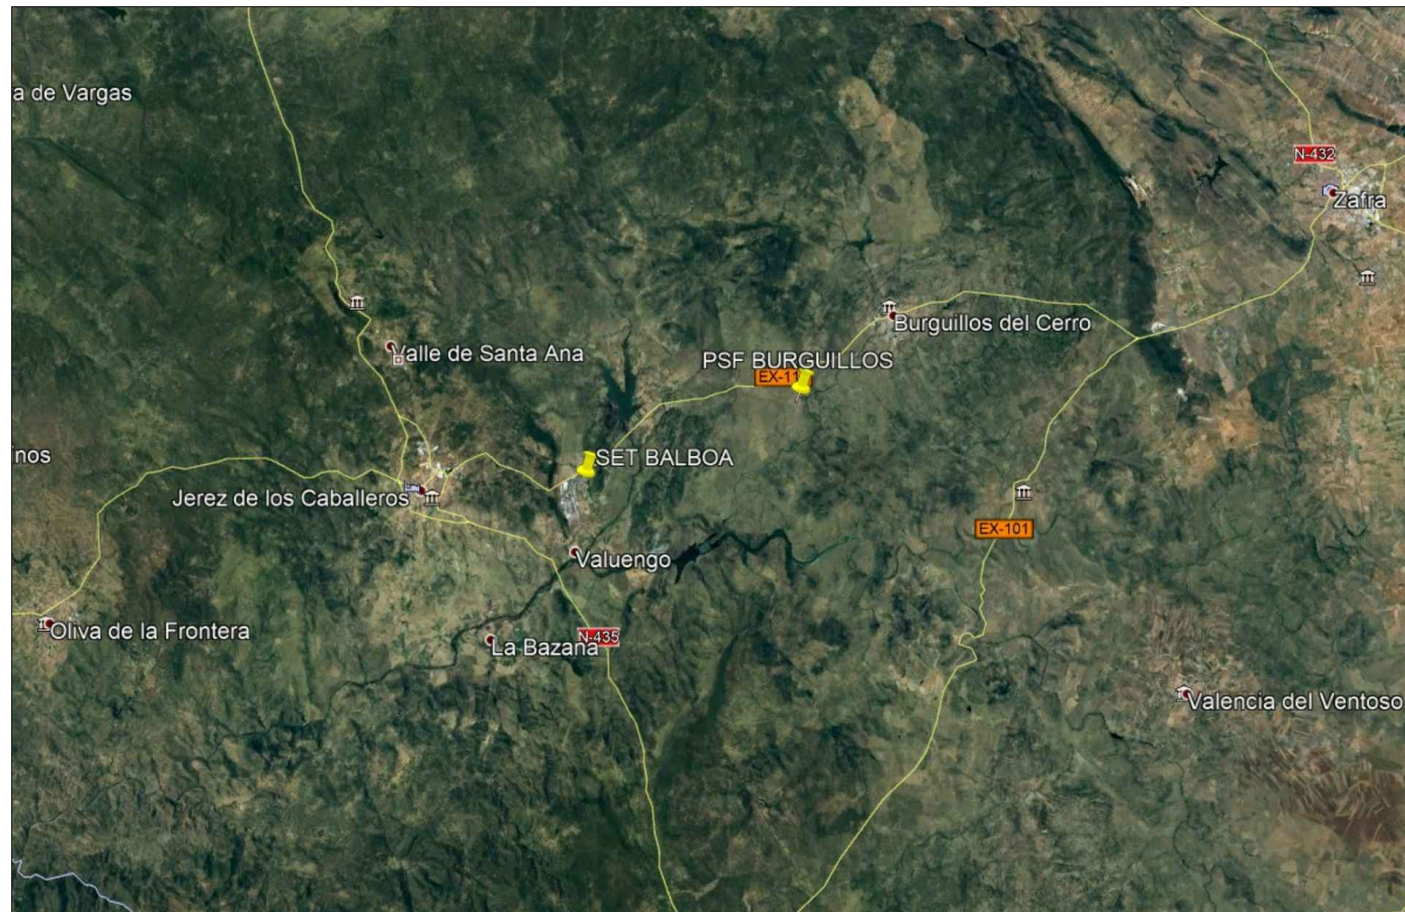 a de Vargas
N-432
Zafra
Burguillos del Cerro
Valle de Santa Ana
PSF BURGUILLOS
EX-11
nos
SET BALBOA
Jerez de los Caballeros
EX-101
Valuengo
Oliva de la Frontera
N-435
La Bazana
Valencia del Ventoso